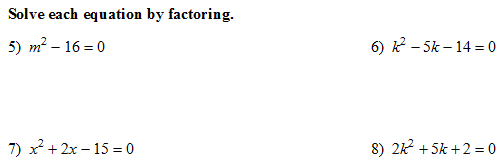 Solve each equation by factoring.
5) m² – 16 = 0
6) k² – 5k – 14 = 0
7) x² + 2x – 15 = 0
8) 2k² + 5k + 2 = 0